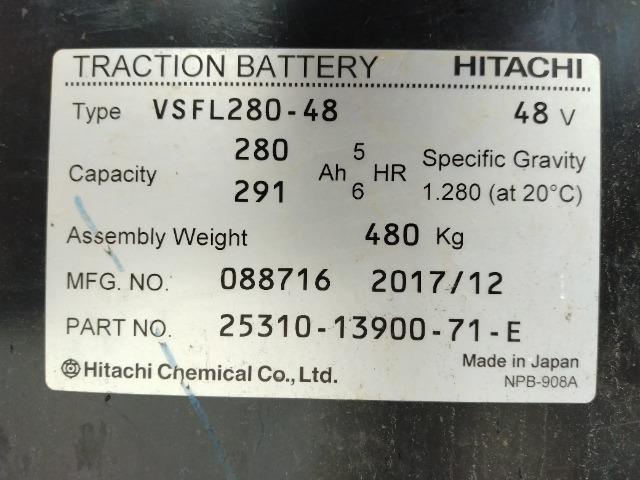 TRACTION BATTERY HITACHI
Type VSFL280-48 48 V
Capacity 280 Ah 5 HR Specific Gravity
291 6 1.280 (at 20°C)
Assembly Weight 480 Kg
MFG. NO. 088716 2017/12
PART NO. 25310-13900-71-E
Hitachi Chemical Co., Ltd. Made in Japan
NPB-908A